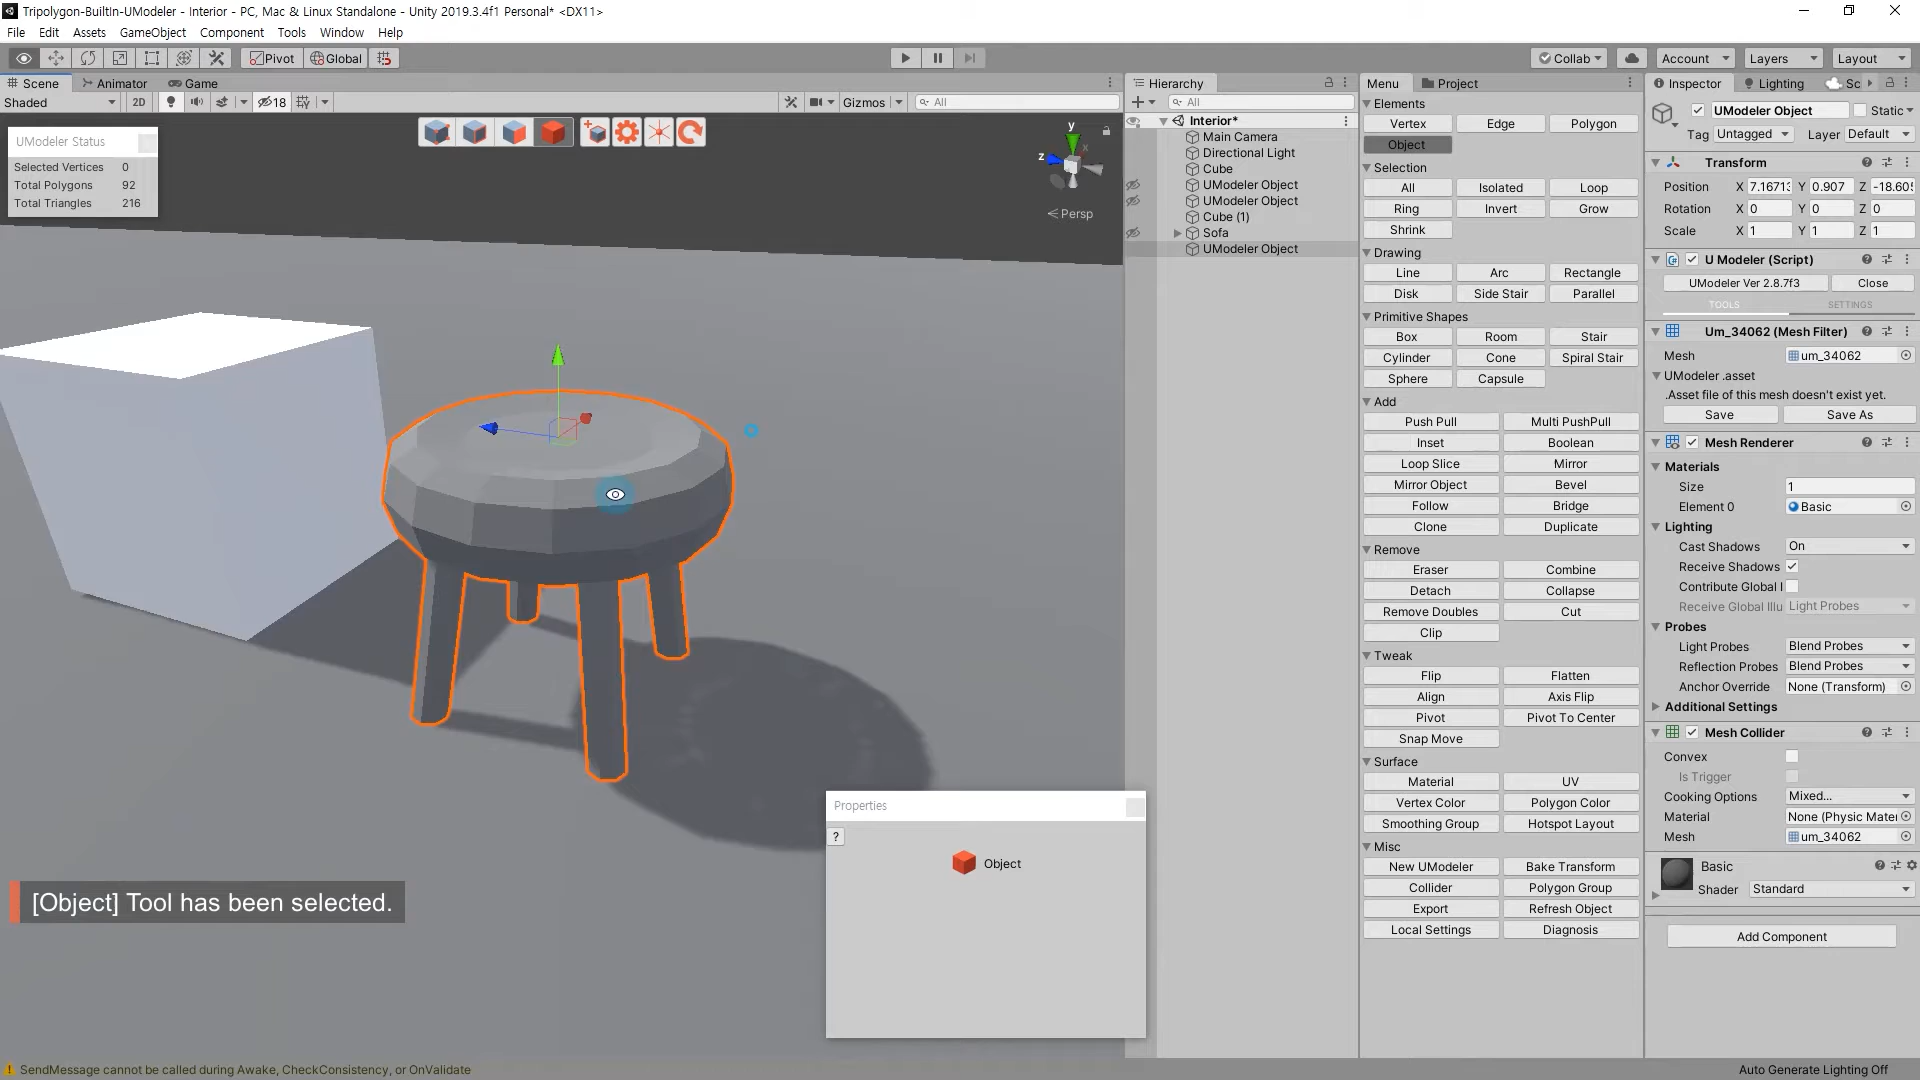 Tripolygon-BuiltIn-UModeler - Interior - PC, Mac & Linux Standalone - Unity 2019.3.4f1 Personal* <DX11>
File Edit Assets GameObject Component Tools Window Help
Pivot Global Collab Account Layers Layout
Scene Animator Game
Shaded 2D 18 Gizmos All
UModeler Status
Selected Vertices 0
Total Polygons 92
Total Triangles 216
y
x
z
Persp
[Object] Tool has been selected.
Properties
?
Object
SendMessage cannot be called during Awake, CheckConsistency, or OnValidate
Hierarchy
All
Interior*
Main Camera
Directional Light
Cube
UModeler Object
UModeler Object
Cube (1)
Sofa
UModeler Object
Menu Project
Elements
Vertex Edge Polygon
Object
Selection
All Isolated Loop
Ring Invert Grow
Shrink
Drawing
Line Arc Rectangle
Disk Side Stair Parallel
Primitive Shapes
Box Room Stair
Cylinder Cone Spiral Stair
Sphere Capsule
Add
Push Pull Multi PushPull
Inset Boolean
Loop Slice Mirror
Mirror Object Bevel
Follow Bridge
Clone Duplicate
Remove
Eraser Combine
Detach Collapse
Remove Doubles Cut
Clip
Tweak
Flip Flatten
Align Axis Flip
Pivot Pivot To Center
Snap Move
Surface
Material UV
Vertex Color Polygon Color
Smoothing Group Hotspot Layout
Misc
New UModeler Bake Transform
Collider Polygon Group
Export Refresh Object
Local Settings Diagnosis
Inspector Lighting Sc
UModeler Object Static
Tag Untagged Layer Default
Transform
Position X 7.1671 Y 0.907 Z -18.60
Rotation X 0 Y 0 Z 0
Scale X 1 Y 1 Z 1
U Modeler (Script)
UModeler Ver 2.8.7f3 Close
TOOLS SETTINGS
Um_34062 (Mesh Filter)
Mesh um_34062
UModeler .asset
.Asset file of this mesh doesn't exist yet.
Save Save As
Mesh Renderer
Materials
Size 1
Element 0 Basic
Lighting
Cast Shadows On
Receive Shadows
Contribute Global I
Receive Global Illu Light Probes
Probes
Light Probes Blend Probes
Reflection Probes Blend Probes
Anchor Override None (Transform)
Additional Settings
Mesh Collider
Convex
Is Trigger
Cooking Options Mixed...
Material None (Physic Mater
Mesh um_34062
Basic
Shader Standard
Add Component
Auto Generate Lighting Off